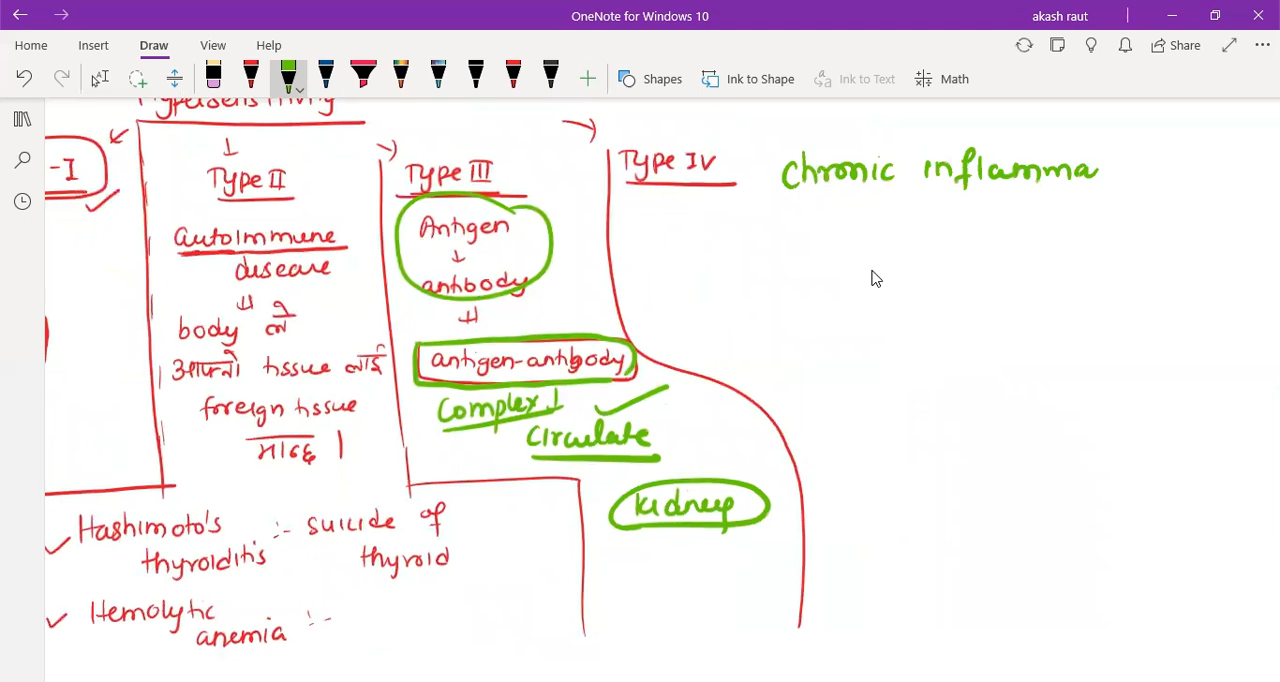 OneNote for Windows 10
akash raut
Home Insert Draw View Help
Share
Shapes Ink to Shape Ink to Text Math
Hypersensitivity
-I
Type II
autoimmune
disease
body ले
आफ्नो tissue लाई
foreign tissue
मान्छ ।
Type III
Antigen
↓
antibody
⇓
antigen-antibody
Complex ↓
Circulate
kidney
Type IV
chronic inflamma
Hashimoto's
thyroiditis :- suicide of
thyroid
Hemolytic
anemia :-